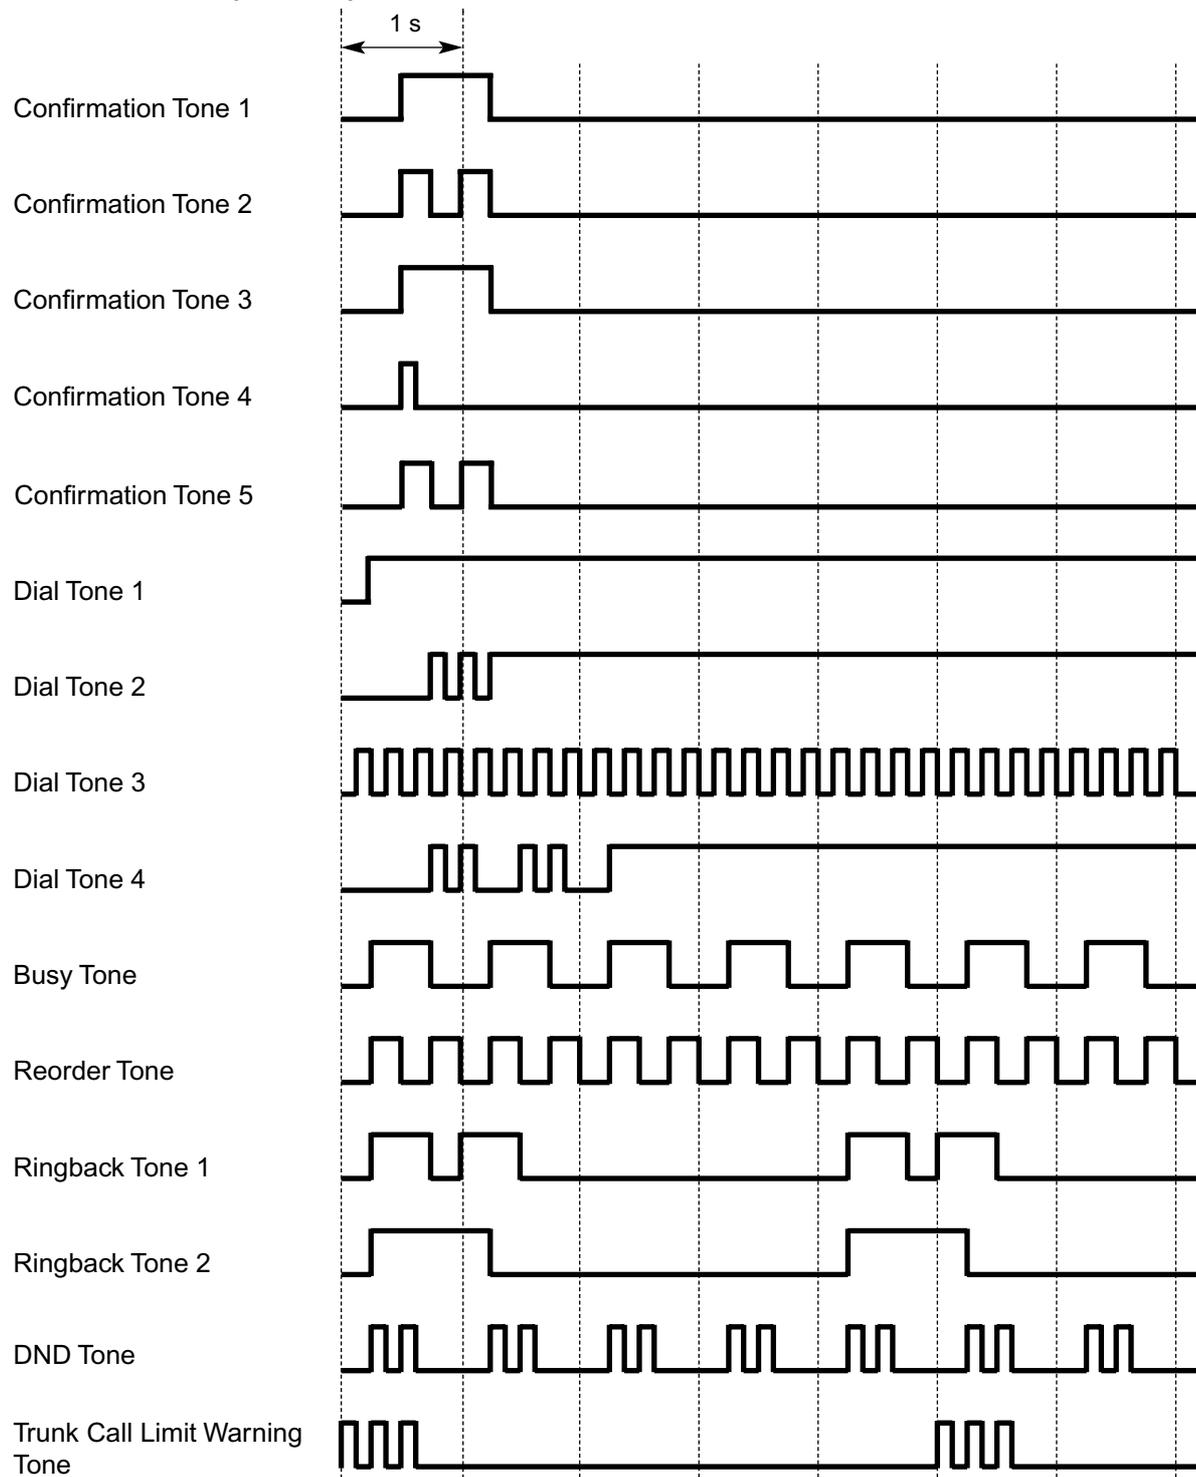 1 s
Confirmation Tone 1
Confirmation Tone 2
Confirmation Tone 3
Confirmation Tone 4
Confirmation Tone 5
Dial Tone 1
Dial Tone 2
Dial Tone 3
Dial Tone 4
Busy Tone
Reorder Tone
Ringback Tone 1
Ringback Tone 2
DND Tone
Trunk Call Limit Warning
Tone